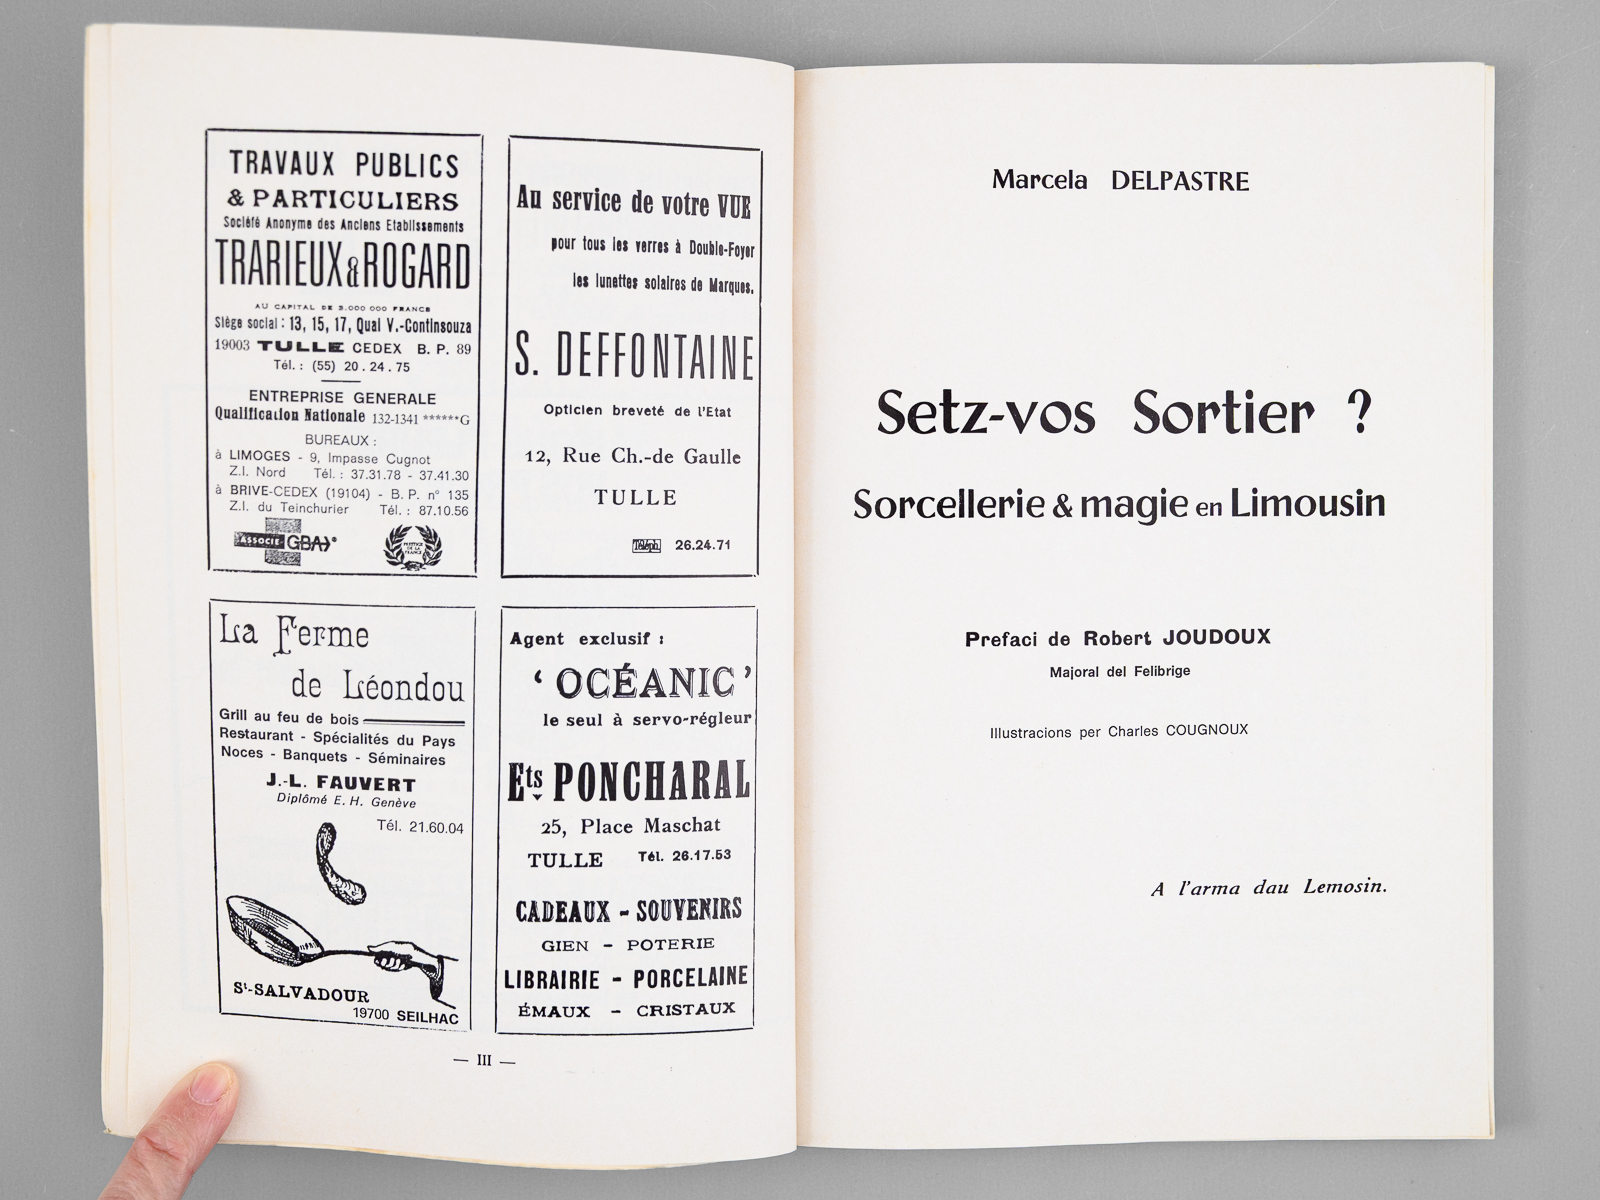 TRAVAUX PUBLICS
& PARTICULIERS
Société Anonyme des Anciens Etablissements
TRARIEUX & ROGARD
AU CAPITAL DE 3.000 000 FRANCS
Siège social : 13, 15, 17, Quai V.-Continsouza
19003 TULLE CEDEX B. P. 89
Tél. : (55) 20 . 24 . 75
ENTREPRISE GENERALE
Qualification Nationale 132-1341 ******G
BUREAUX :
à LIMOGES - 9, Impasse Cugnot
Z.I. Nord Tél. : 37.31.78 - 37.41.30
à BRIVE-CEDEX (19104) - B. P. n° 135
Z.I. du Teinchurier Tél. : 87.10.56
ASSOCIÉ GBA
PRESTIGE
DE LA
FRANCE
Au service de votre VUE
pour tous les verres à Double-Foyer
les lunettes solaires de Marques.
S. DEFFONTAINE
Opticien breveté de l'Etat
12, Rue Ch.-de Gaulle
TULLE
Téléph. 26.24.71
La Ferme
de Léondou
Grill au feu de bois
Restaurant - Spécialités du Pays
Noces - Banquets - Séminaires
J.-L. FAUVERT
Diplômé E. H. Genève
Tél. 21.60.04
St-SALVADOUR
19700 SEILHAC
Agent exclusif :
‘ OCÉANIC ’
le seul à servo-régleur
Ets PONCHARAL
25, Place Maschat
TULLE Tél. 26.17.53
CADEAUX - SOUVENIRS
GIEN - POTERIE
LIBRAIRIE - PORCELAINE
ÉMAUX - CRISTAUX
— III —
Marcela DELPASTRE
Setz-vos Sortier ?
Sorcellerie & magie en Limousin
Prefaci de Robert JOUDOUX
Majoral del Felibrige
Illustracions per Charles COUGNOUX
A l'arma dau Lemosin.